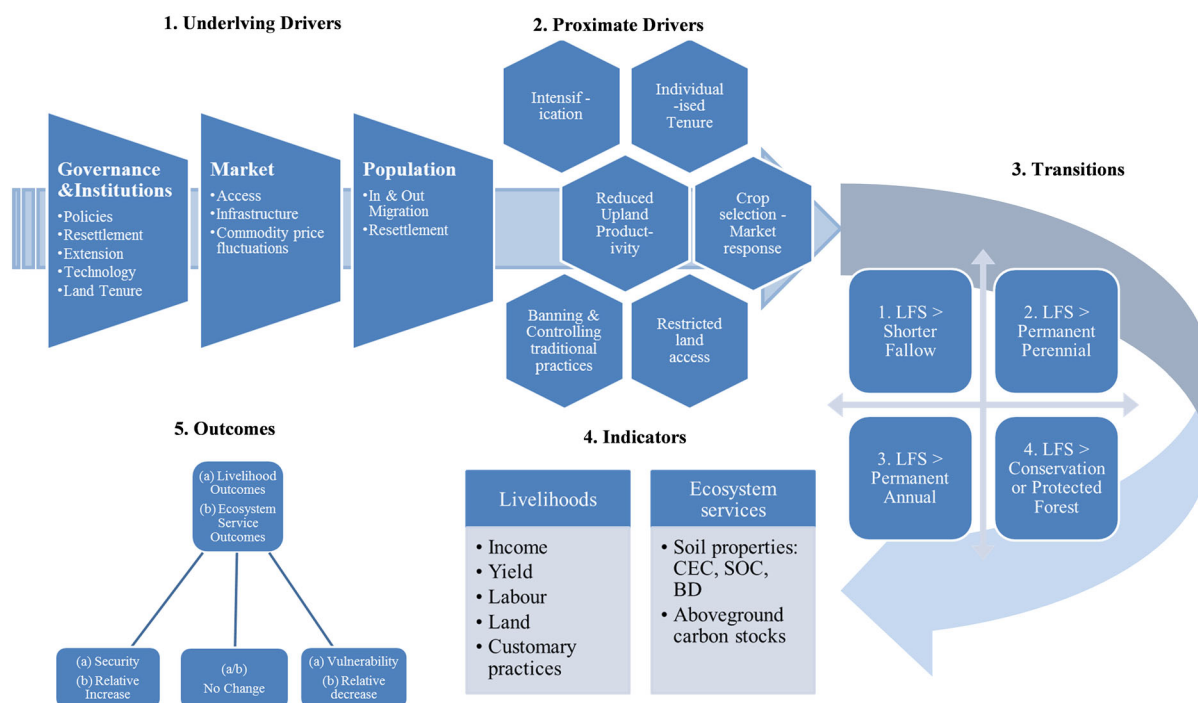 1. Underlving Drivers
Governance
&Institutions
•Policies
•Resettlement
•Extension
•Technology
•Land Tenure
Market
•Access
•Infrastructure
•Commodity price
fluctuations
Population
•In & Out
Migration
•Resettlement
2. Proximate Drivers
Intensif -
ication
Individual
-ised
Tenure
Reduced
Upland
Product-
ivity
Crop
selection -
Market
response
Banning &
Controlling
traditional
practices
Restricted
land
access
3. Transitions
1. LFS >
Shorter
Fallow
2. LFS >
Permanent
Perennial
3. LFS >
Permanent
Annual
4. LFS >
Conservation
or Protected
Forest
4. Indicators
Livelihoods
• Income
• Yield
• Labour
• Land
• Customary
practices
Ecosystem
services
• Soil properties:
CEC, SOC,
BD
• Aboveground
carbon stocks
5. Outcomes
(a) Livelihood
Outcomes
(b) Ecosystem
Service
Outcomes
(a) Security
(b) Relative
Increase
(a/b)
No Change
(a) Vulnerability
(b) Relative
decrease